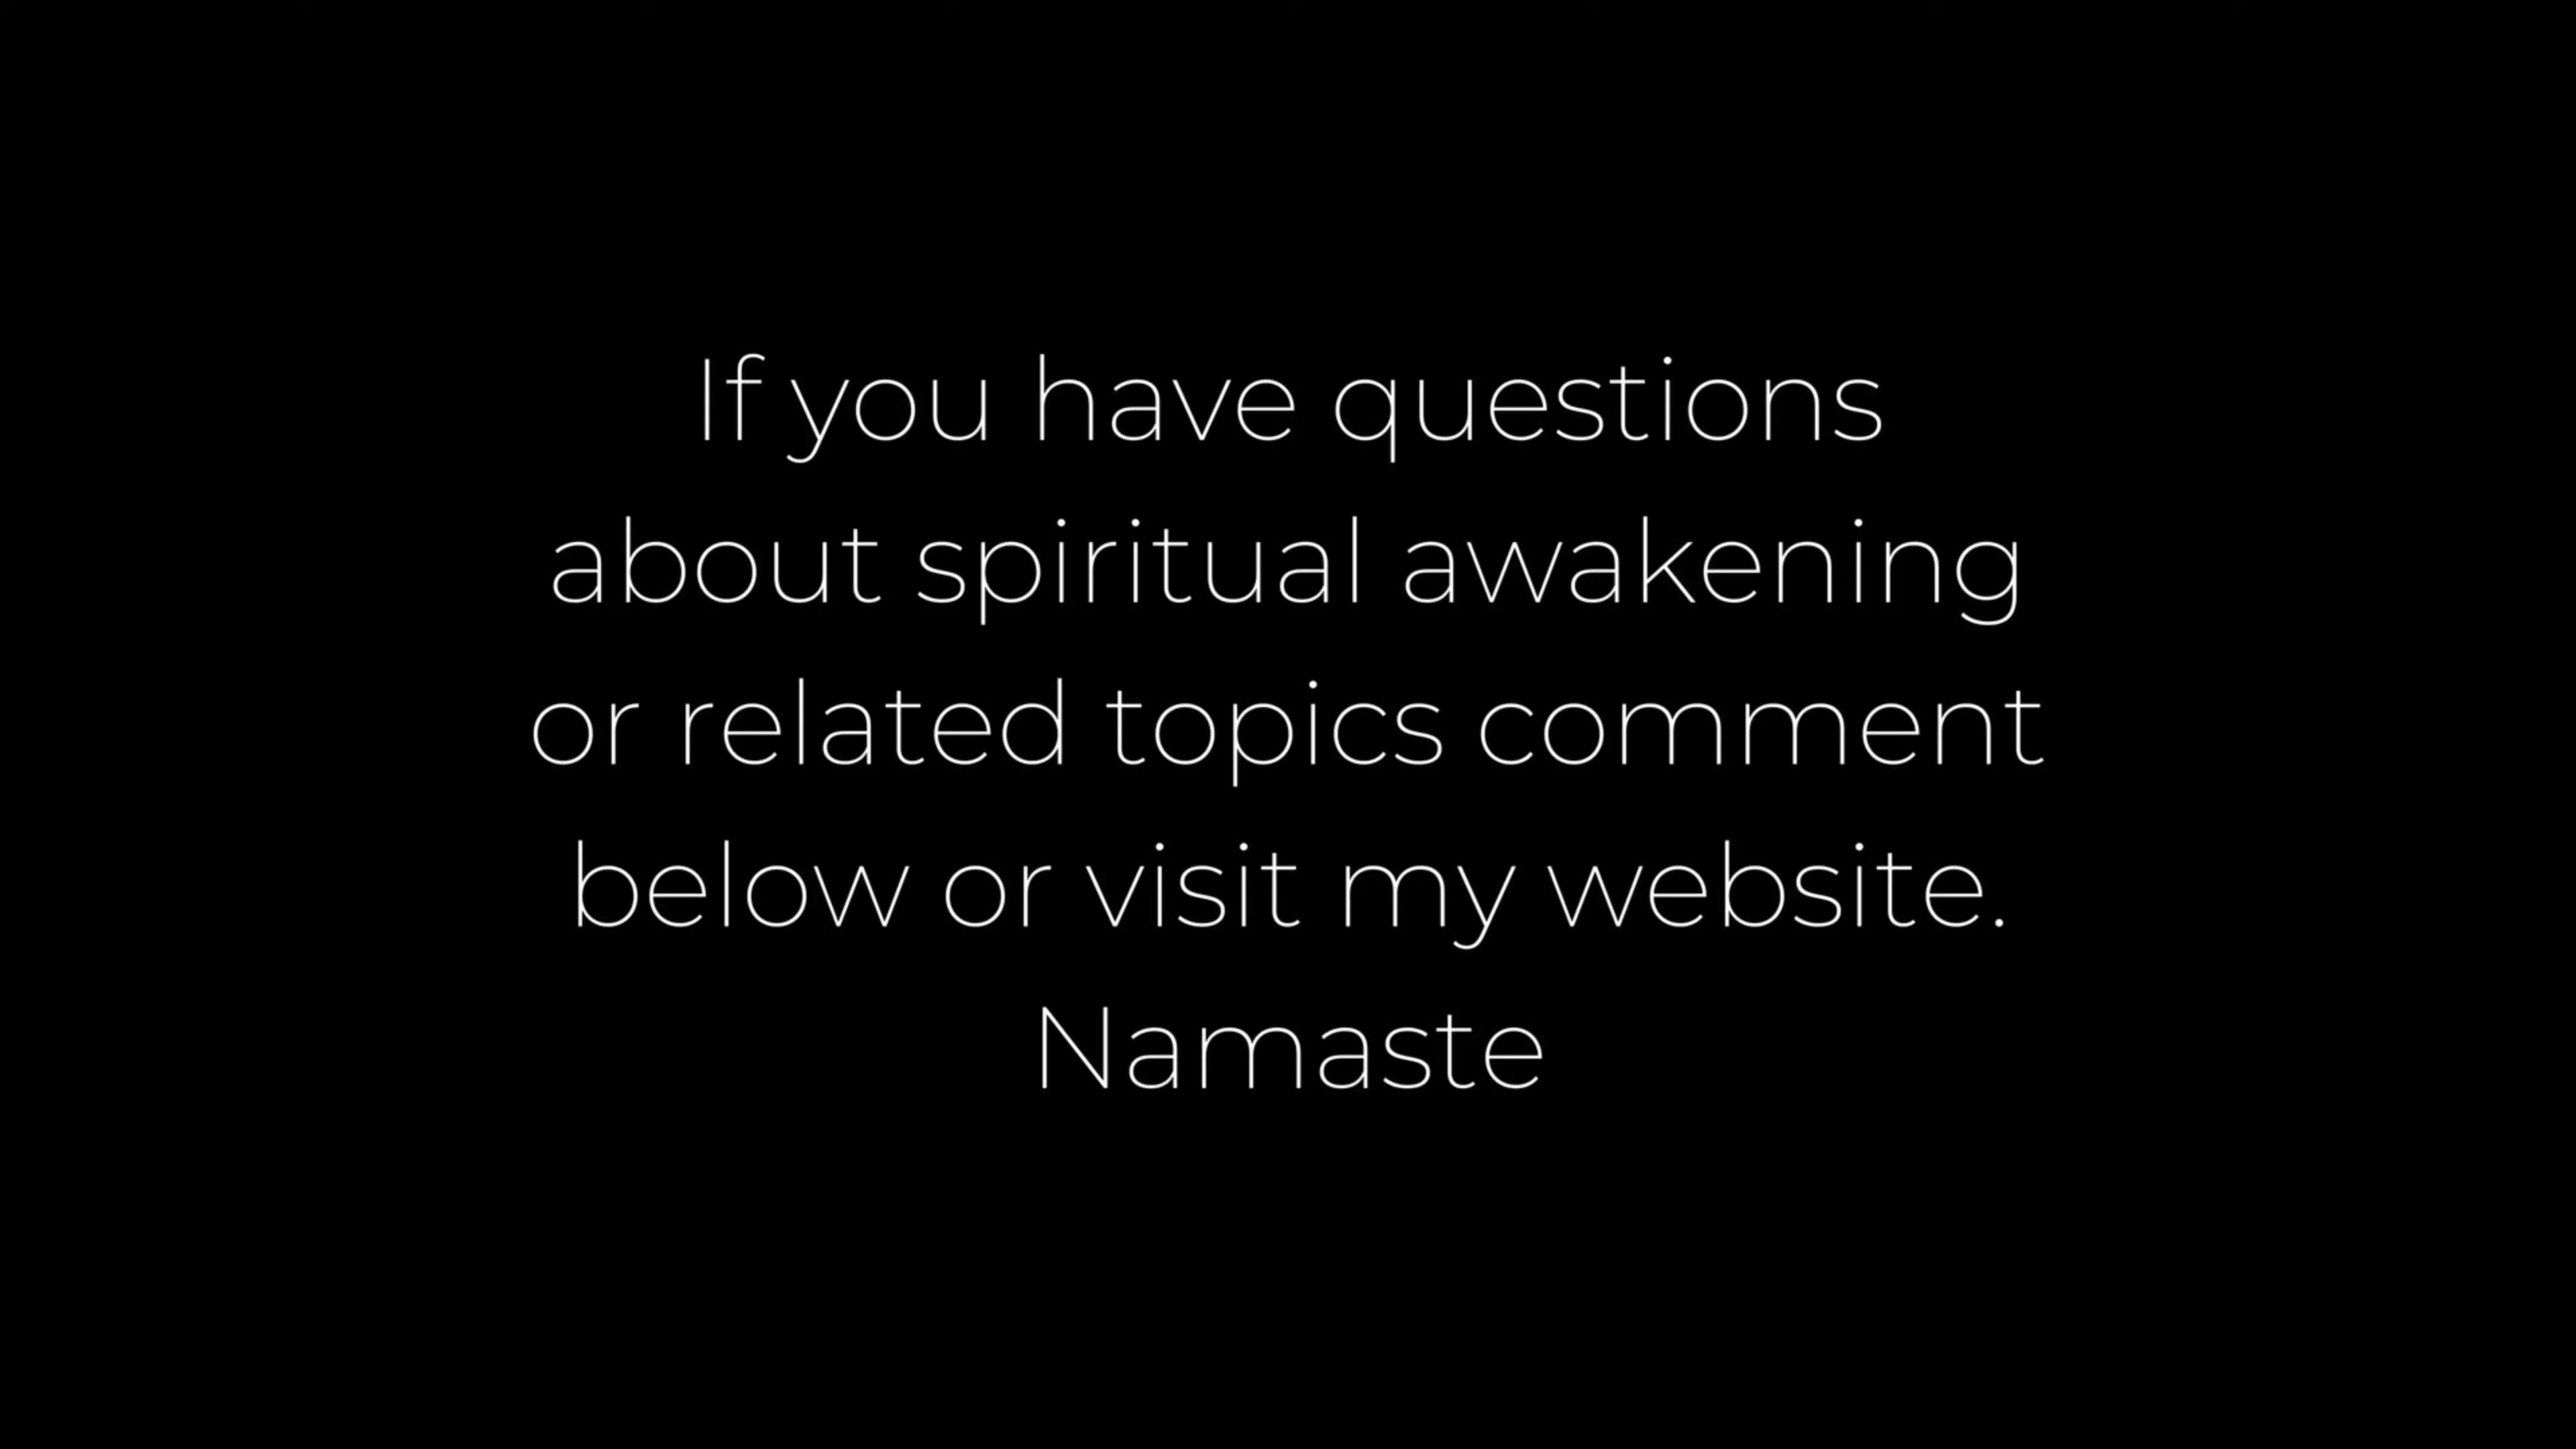 If you have questions
about spiritual awakening
or related topics comment
below or visit my website.
Namaste